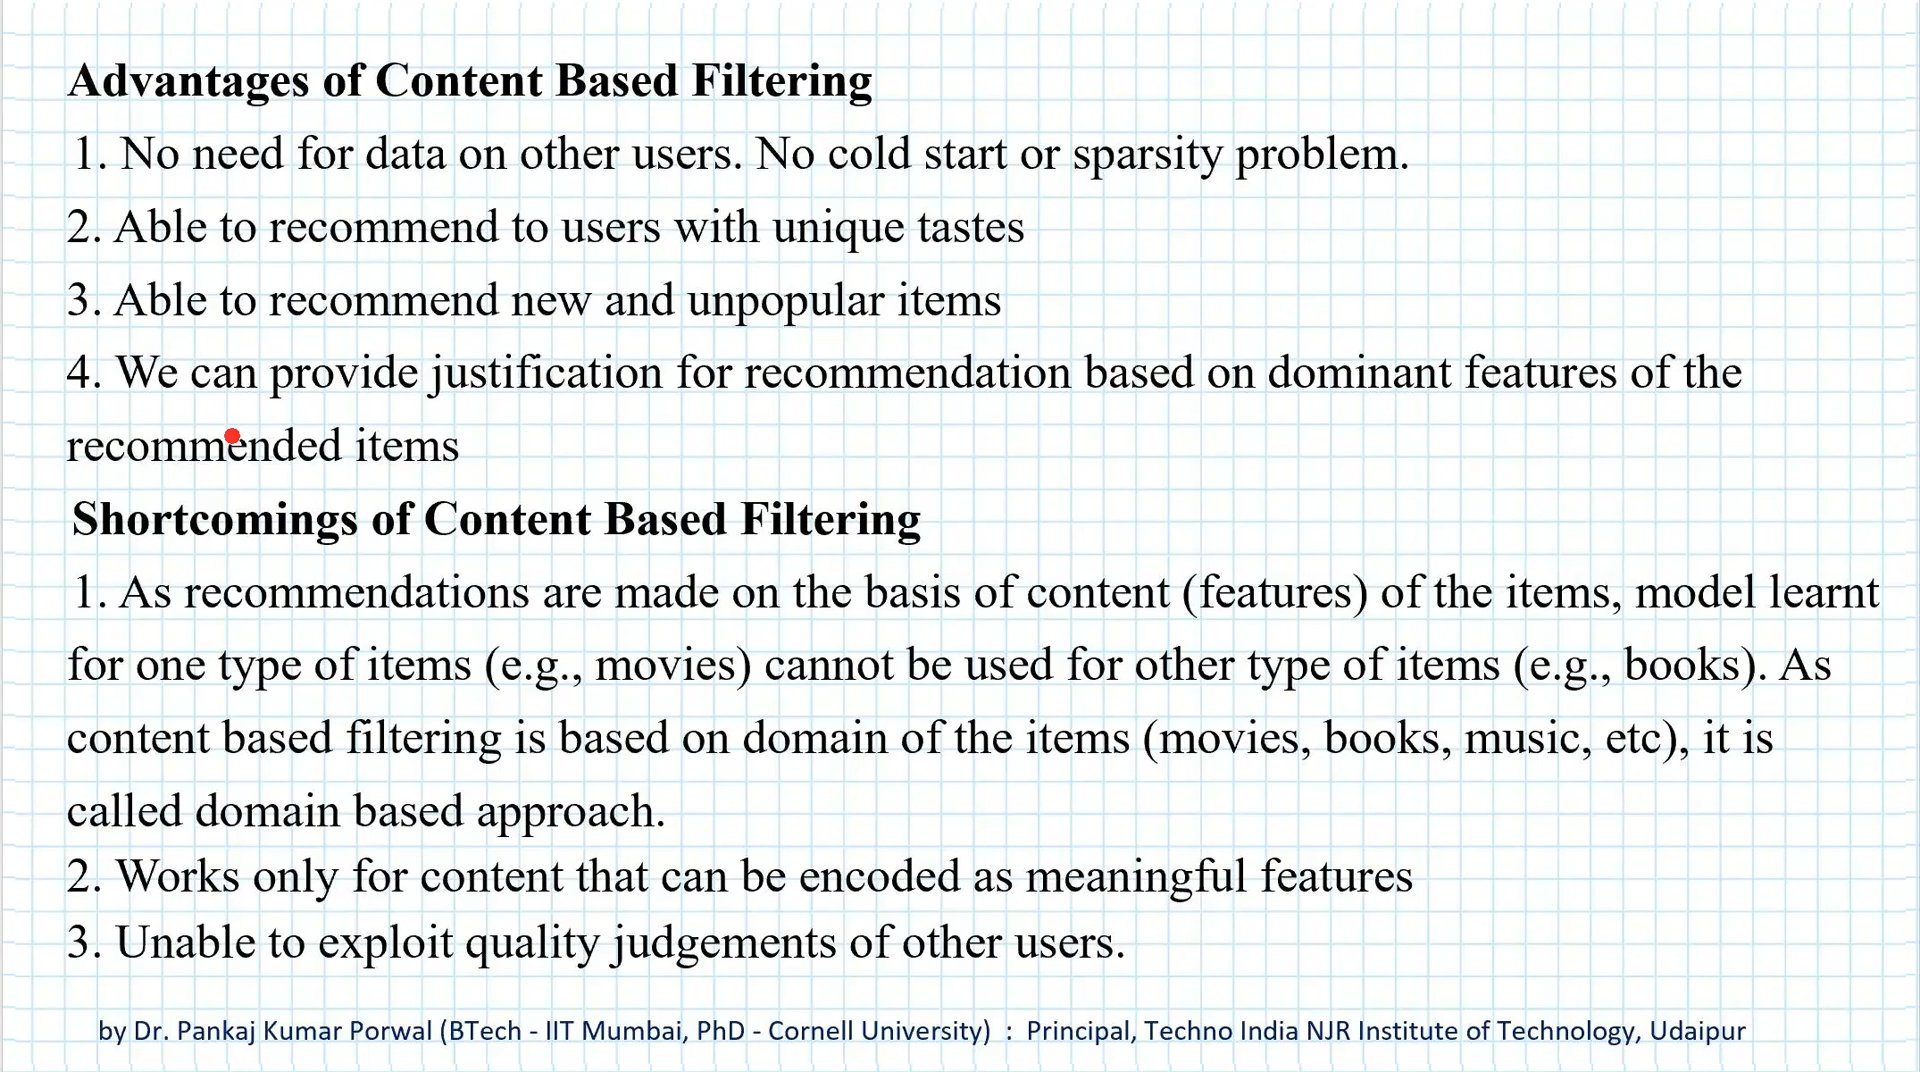 Advantages of Content Based Filtering
1. No need for data on other users. No cold start or sparsity problem.
2. Able to recommend to users with unique tastes
3. Able to recommend new and unpopular items
4. We can provide justification for recommendation based on dominant features of the
recommended items
Shortcomings of Content Based Filtering
1. As recommendations are made on the basis of content (features) of the items, model learnt
for one type of items (e.g., movies) cannot be used for other type of items (e.g., books). As
content based filtering is based on domain of the items (movies, books, music, etc), it is
called domain based approach.
2. Works only for content that can be encoded as meaningful features
3. Unable to exploit quality judgements of other users.
by Dr. Pankaj Kumar Porwal (BTech - IIT Mumbai, PhD - Cornell University) : Principal, Techno India NJR Institute of Technology, Udaipur